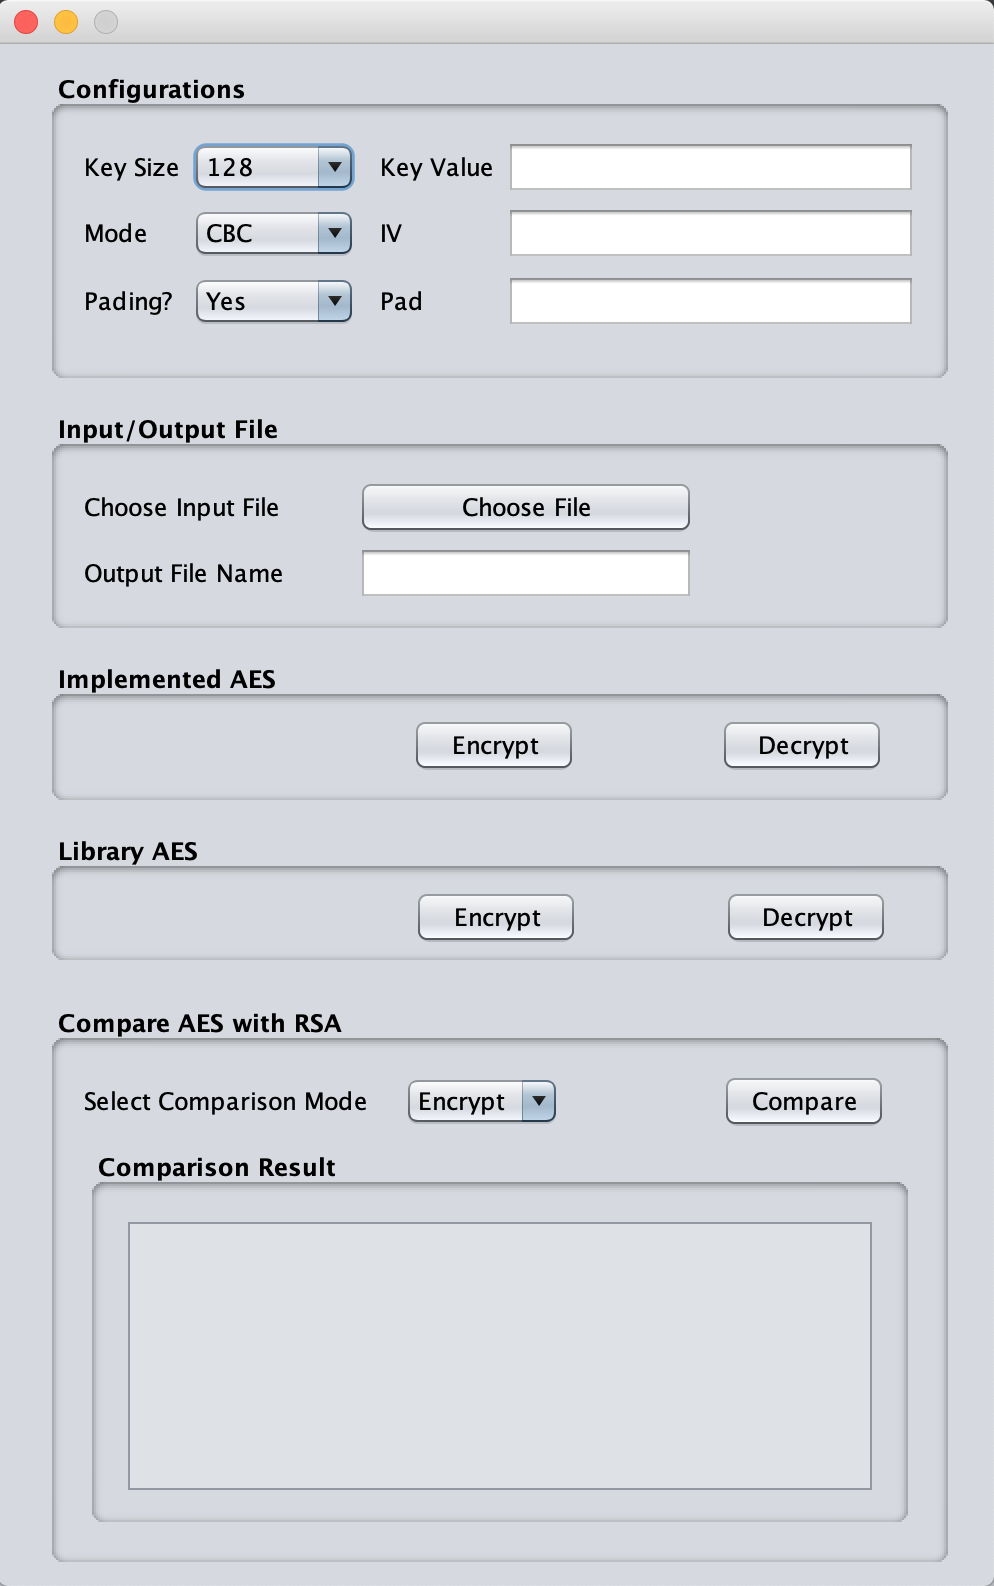 Configurations
Key Size 128 Key Value
Mode CBC IV
Pading? Yes Pad
Input/Output File
Choose Input File Choose File
Output File Name
Implemented AES
Encrypt Decrypt
Library AES
Encrypt Decrypt
Compare AES with RSA
Select Comparison Mode Encrypt Compare
Comparison Result